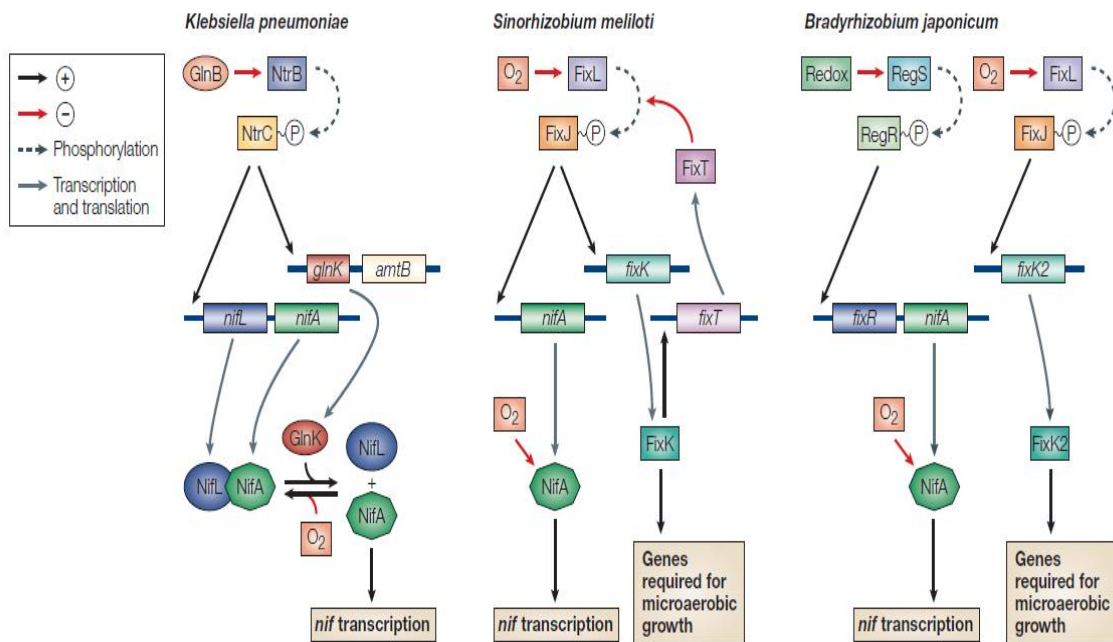 Klebsiella pneumoniae
Sinorhizobium meliloti
Bradyrhizobium japonicum
+
−
Phosphorylation
Transcription
and translation
GlnB
NtrB
NtrC
P
glnK
amtB
nifL
nifA
GlnK
NifL
NifA
NifL
+
NifA
O2
nif transcription
O2
FixL
FixJ
P
FixT
fixK
nifA
fixT
O2
FixK
NifA
Genes
required for
microaerobic
growth
nif transcription
Redox
RegS
O2
FixL
RegR
P
FixJ
P
fixK2
fixR
nifA
O2
FixK2
NifA
Genes
required for
microaerobic
growth
nif transcription